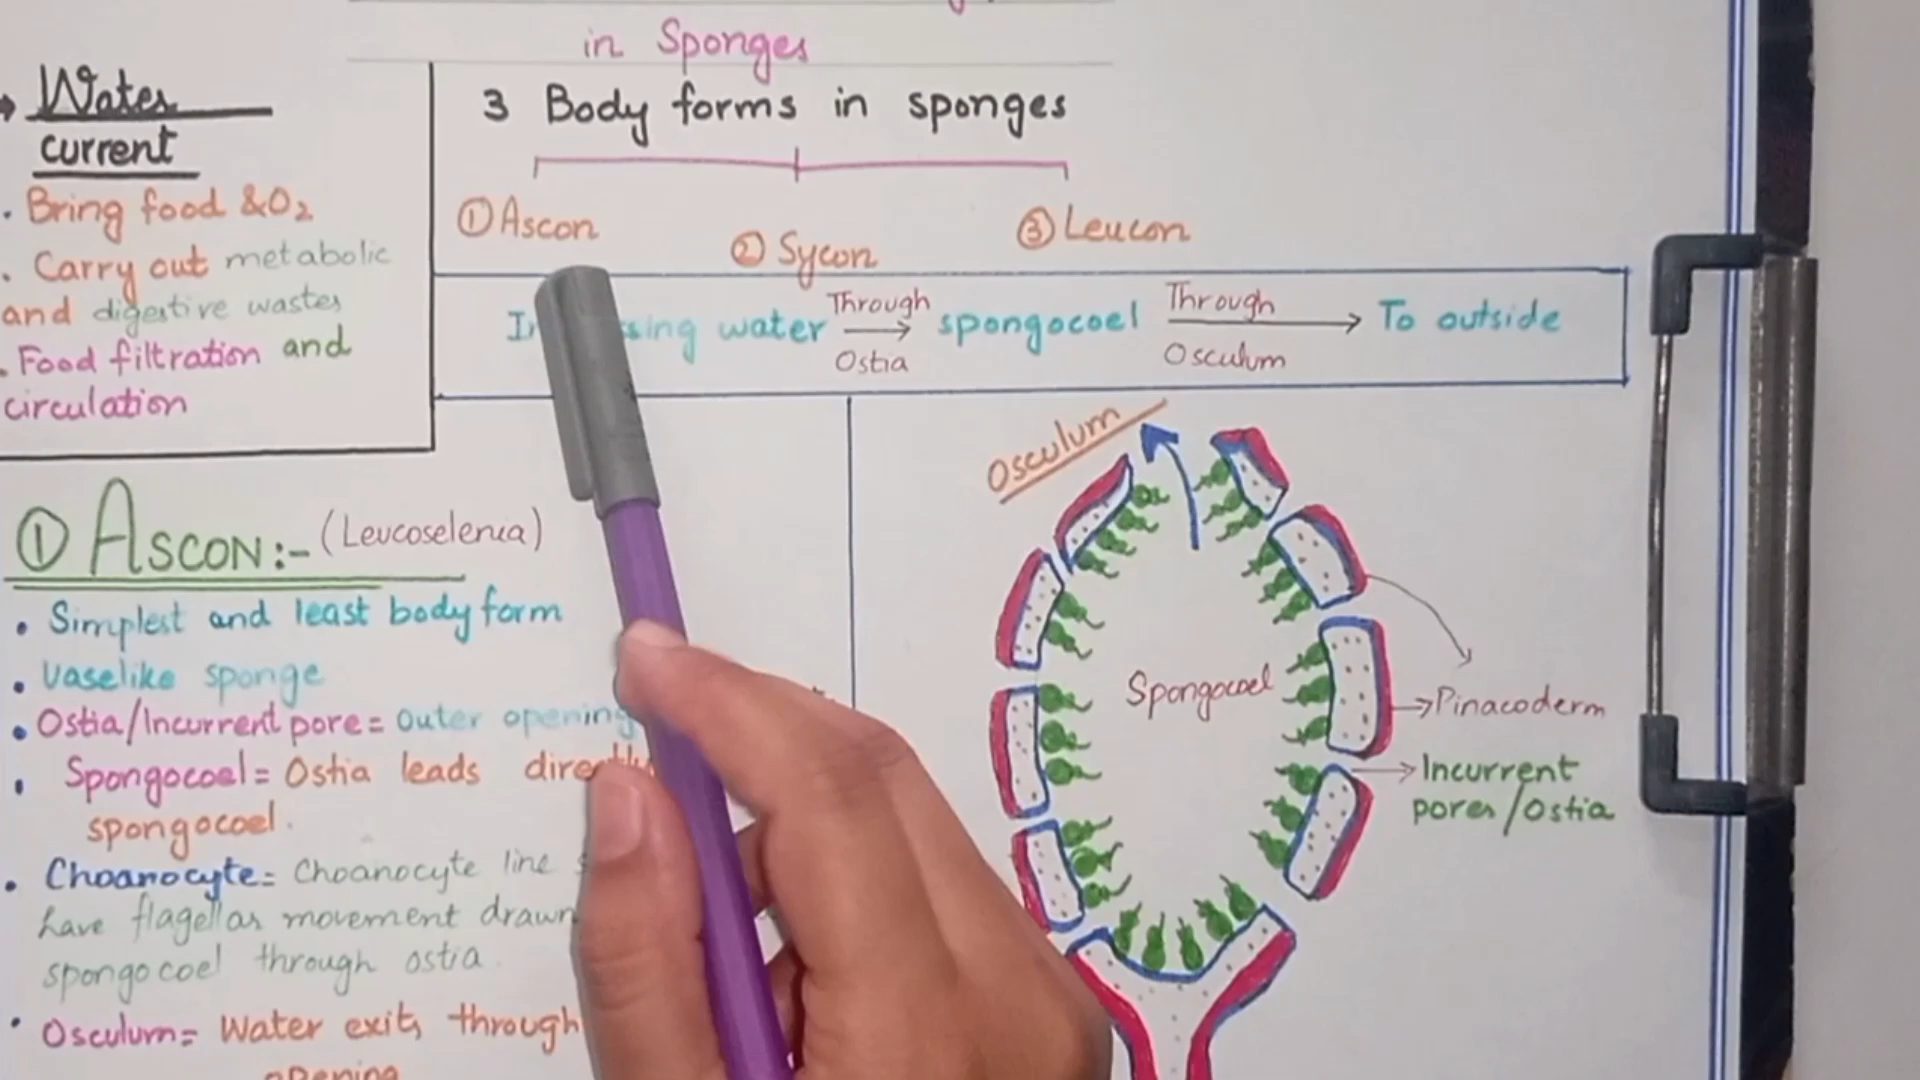 in Sponges
Water
current
. Bring food &O2
. Carry out metabolic
and digestive wastes
. Food filtration and
circulation
3 Body forms in sponges
① Ascon
② Sycon
③ Leucon
water Through Ostia → spongocoel Through Osculum → To outside
① Ascon:- (Leucoselenia)
• Simplest and least body form
• Vaselike sponge
• Ostia/Incurrent pore = outer opening
• Spongocoel = Ostia leads directly
spongocoel.
• Choanocyte = Choanocyte line
have flagellar movement drawn
spongocoel through ostia.
• Osculum = Water exits through
opening
Osculum
Spongocoel
→ Pinacoderm
→ Incurrent
pores/Ostia